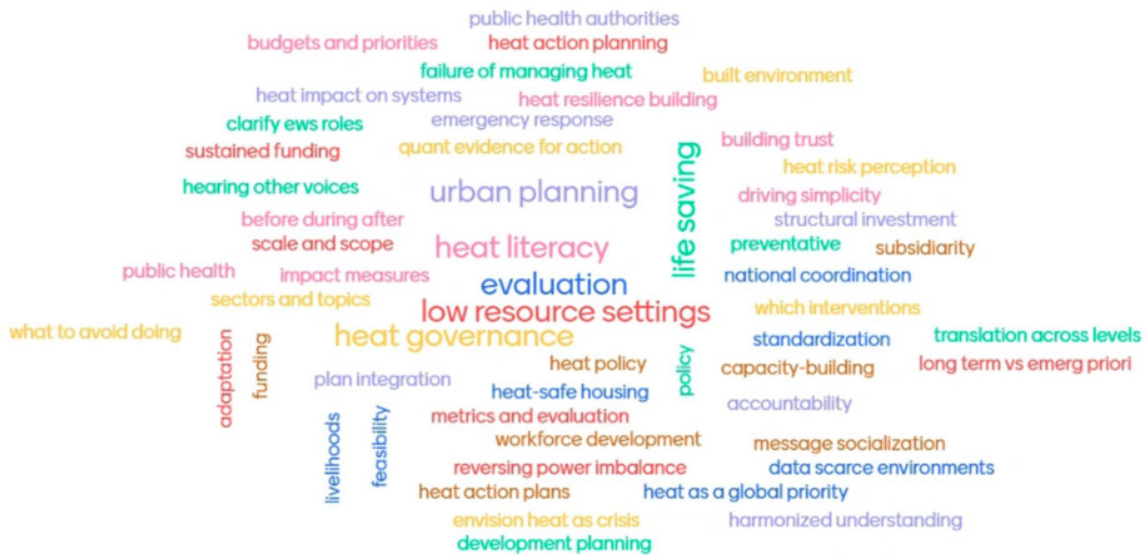 public health authorities
budgets and priorities
heat action planning
failure of managing heat
built environment
heat impact on systems
heat resilience building
clarify ews roles
emergency response
building trust
sustained funding
quant evidence for action
life saving
heat risk perception
hearing other voices
urban planning
driving simplicity
before during after
structural investment
scale and scope
heat literacy
preventative
subsidiarity
public health
impact measures
evaluation
national coordination
sectors and topics
low resource settings
which interventions
what to avoid doing
heat governance
standardization
translation across levels
adaptation
funding
heat policy
policy
capacity-building
long term vs emerg priori
plan integration
heat-safe housing
accountability
livelihoods
feasibility
metrics and evaluation
workforce development
message socialization
reversing power imbalance
data scarce environments
heat action plans
heat as a global priority
envision heat as crisis
harmonized understanding
development planning